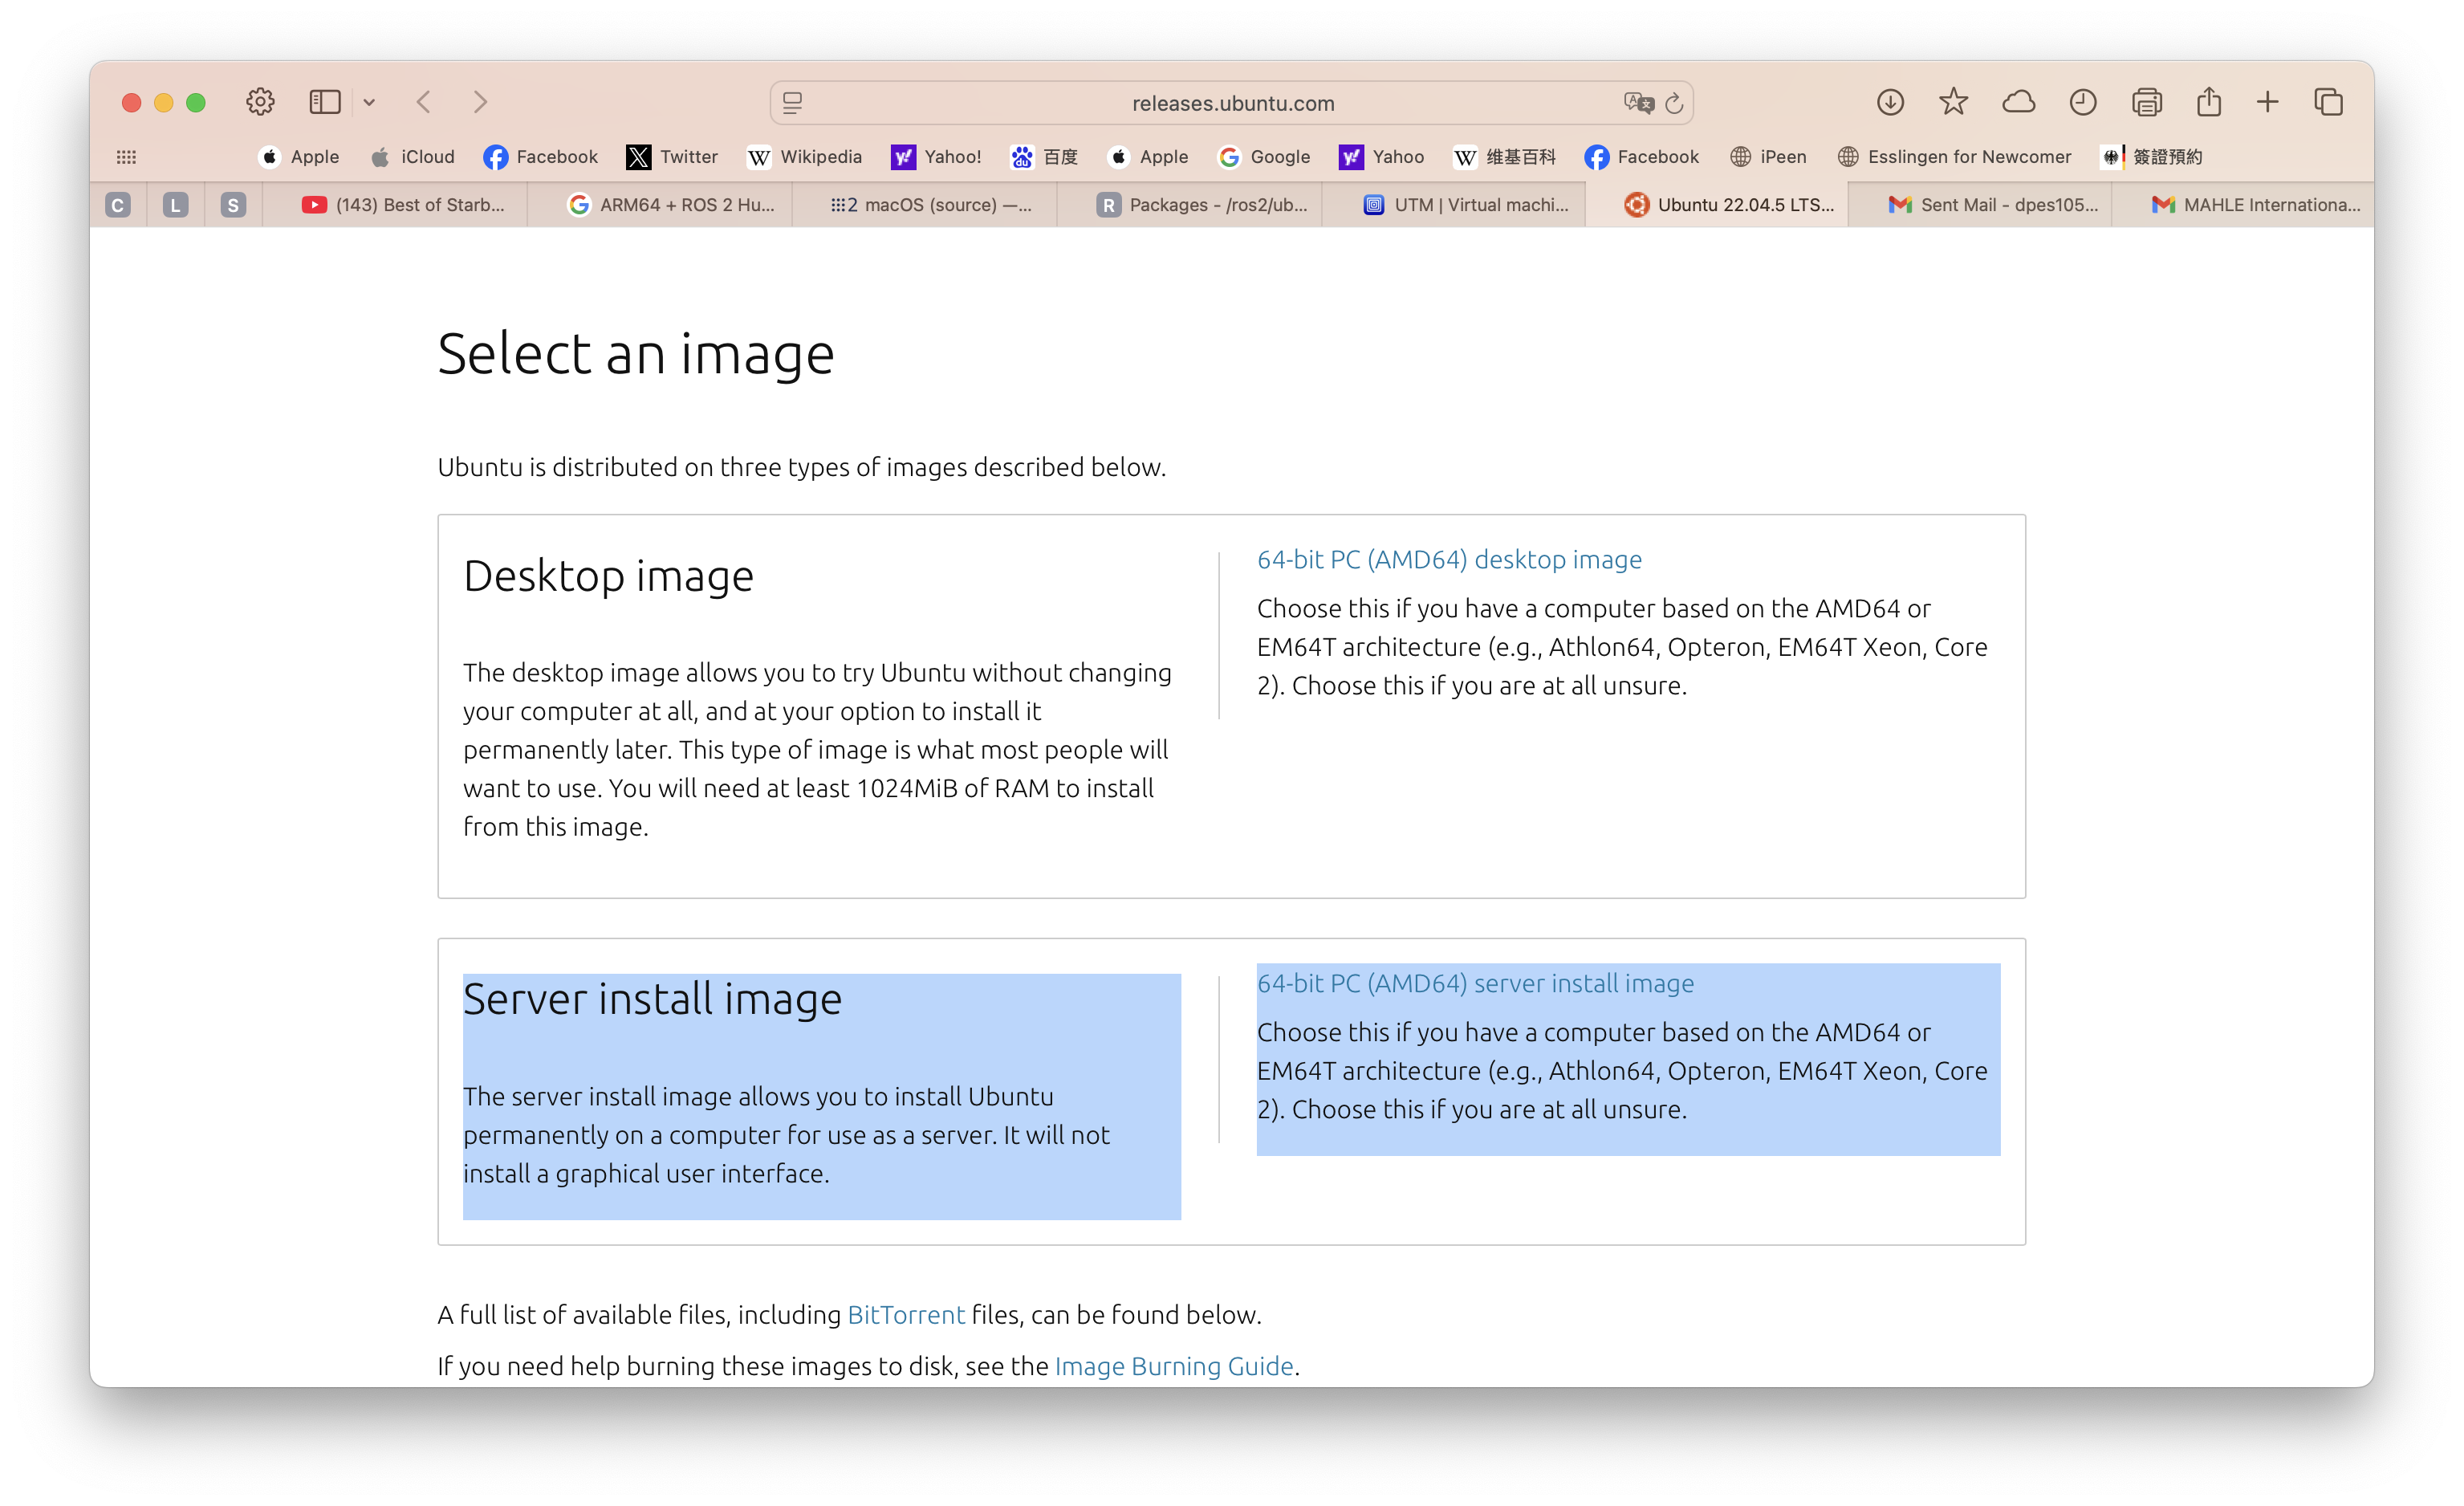 releases.ubuntu.com
Apple iCloud Facebook Twitter Wikipedia Yahoo! 百度 Apple Google Yahoo 维基百科 Facebook iPeen Esslingen for Newcomer 簽證預約
C L S (143) Best of Starb... ARM64 + ROS 2 Hu... macOS (source) —... R Packages - /ros2/ub... UTM | Virtual machi... Ubuntu 22.04.5 LTS... Sent Mail - dpes105... MAHLE Internationa...
Select an image
Ubuntu is distributed on three types of images described below.
Desktop image
The desktop image allows you to try Ubuntu without changing
your computer at all, and at your option to install it
permanently later. This type of image is what most people will
want to use. You will need at least 1024MiB of RAM to install
from this image.
64-bit PC (AMD64) desktop image
Choose this if you have a computer based on the AMD64 or
EM64T architecture (e.g., Athlon64, Opteron, EM64T Xeon, Core
2). Choose this if you are at all unsure.
Server install image
The server install image allows you to install Ubuntu
permanently on a computer for use as a server. It will not
install a graphical user interface.
64-bit PC (AMD64) server install image
Choose this if you have a computer based on the AMD64 or
EM64T architecture (e.g., Athlon64, Opteron, EM64T Xeon, Core
2). Choose this if you are at all unsure.
A full list of available files, including BitTorrent files, can be found below.
If you need help burning these images to disk, see the Image Burning Guide.